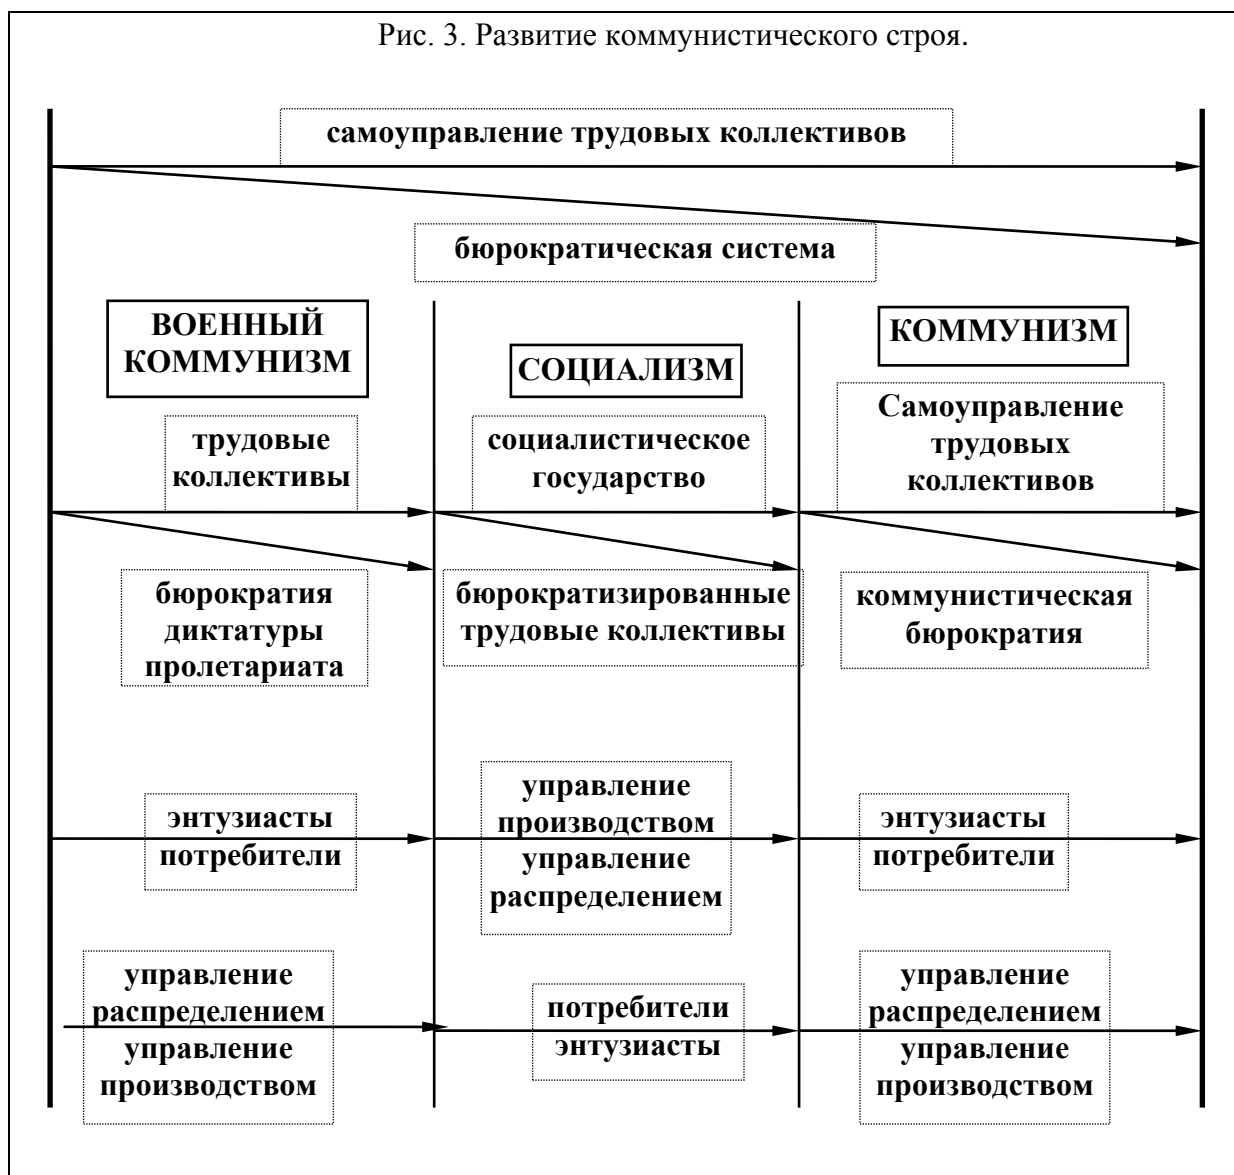 Рис. 3. Развитие коммунистического строя.
самоуправление трудовых коллективов
бюрократическая система
ВОЕННЫЙ
КОММУНИЗМ
СОЦИАЛИЗМ
КОММУНИЗМ
трудовые
коллективы
социалистическое
государство
Самоуправление
трудовых
коллективов
бюрократия
диктатуры
пролетариата
бюрократизированные
трудовые коллективы
коммунистическая
бюрократия
энтузиасты
потребители
управление
производством
управление
распределением
энтузиасты
потребители
управление
распределением
управление
производством
потребители
энтузиасты
управление
распределением
управление
производством